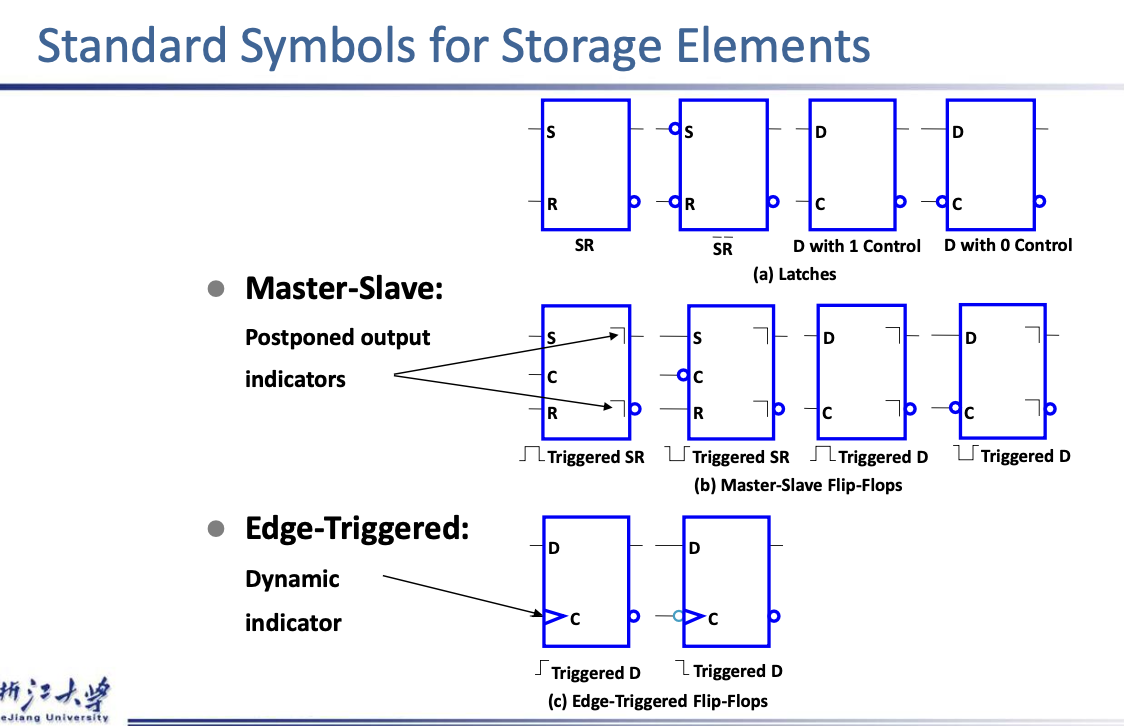 Standard Symbols for Storage Elements
S
R
SR
S
R
S̅R̅
D
C
D with 1 Control
D
C
D with 0 Control
(a) Latches
Master-Slave:
Postponed output
indicators
S
C
R
Triggered SR
S
C
R
Triggered SR
D
C
Triggered D
D
C
Triggered D
(b) Master-Slave Flip-Flops
Edge-Triggered:
Dynamic
indicator
D
C
Triggered D
D
C
Triggered D
(c) Edge-Triggered Flip-Flops
浙江大学
eJiang University